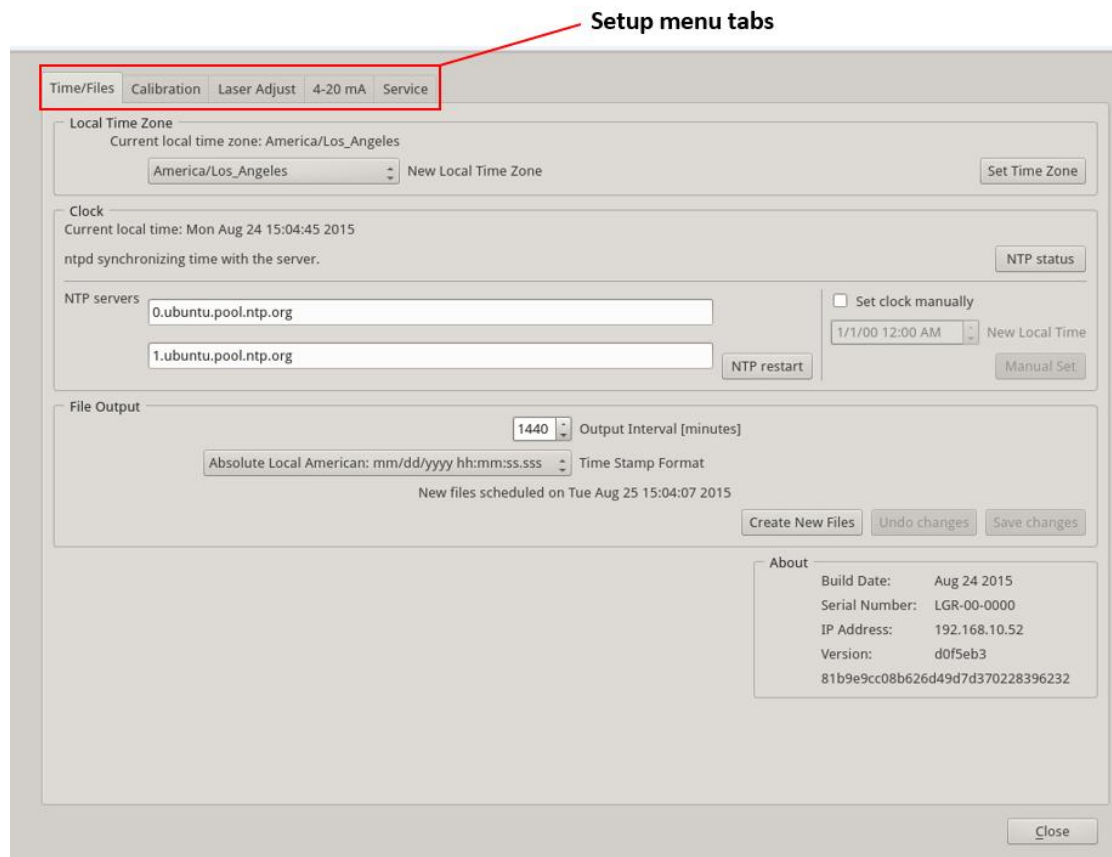 Setup menu tabs
Time/Files Calibration Laser Adjust 4-20 mA Service
Local Time Zone
Current local time zone: America/Los_Angeles
America/Los_Angeles New Local Time Zone Set Time Zone
Clock
Current local time: Mon Aug 24 15:04:45 2015
ntpd synchronizing time with the server. NTP status
NTP servers
0.ubuntu.pool.ntp.org
1.ubuntu.pool.ntp.org
NTP restart
Set clock manually
1/1/00 12:00 AM New Local Time
Manual Set
File Output
1440 Output Interval [minutes]
Absolute Local American: mm/dd/yyyy hh:mm:ss.sss Time Stamp Format
New files scheduled on Tue Aug 25 15:04:07 2015
Create New Files Undo changes Save changes
About
Build Date: Aug 24 2015
Serial Number: LGR-00-0000
IP Address: 192.168.10.52
Version: d0f5eb3
81b9e9cc08b626d49d7d370228396232
Close